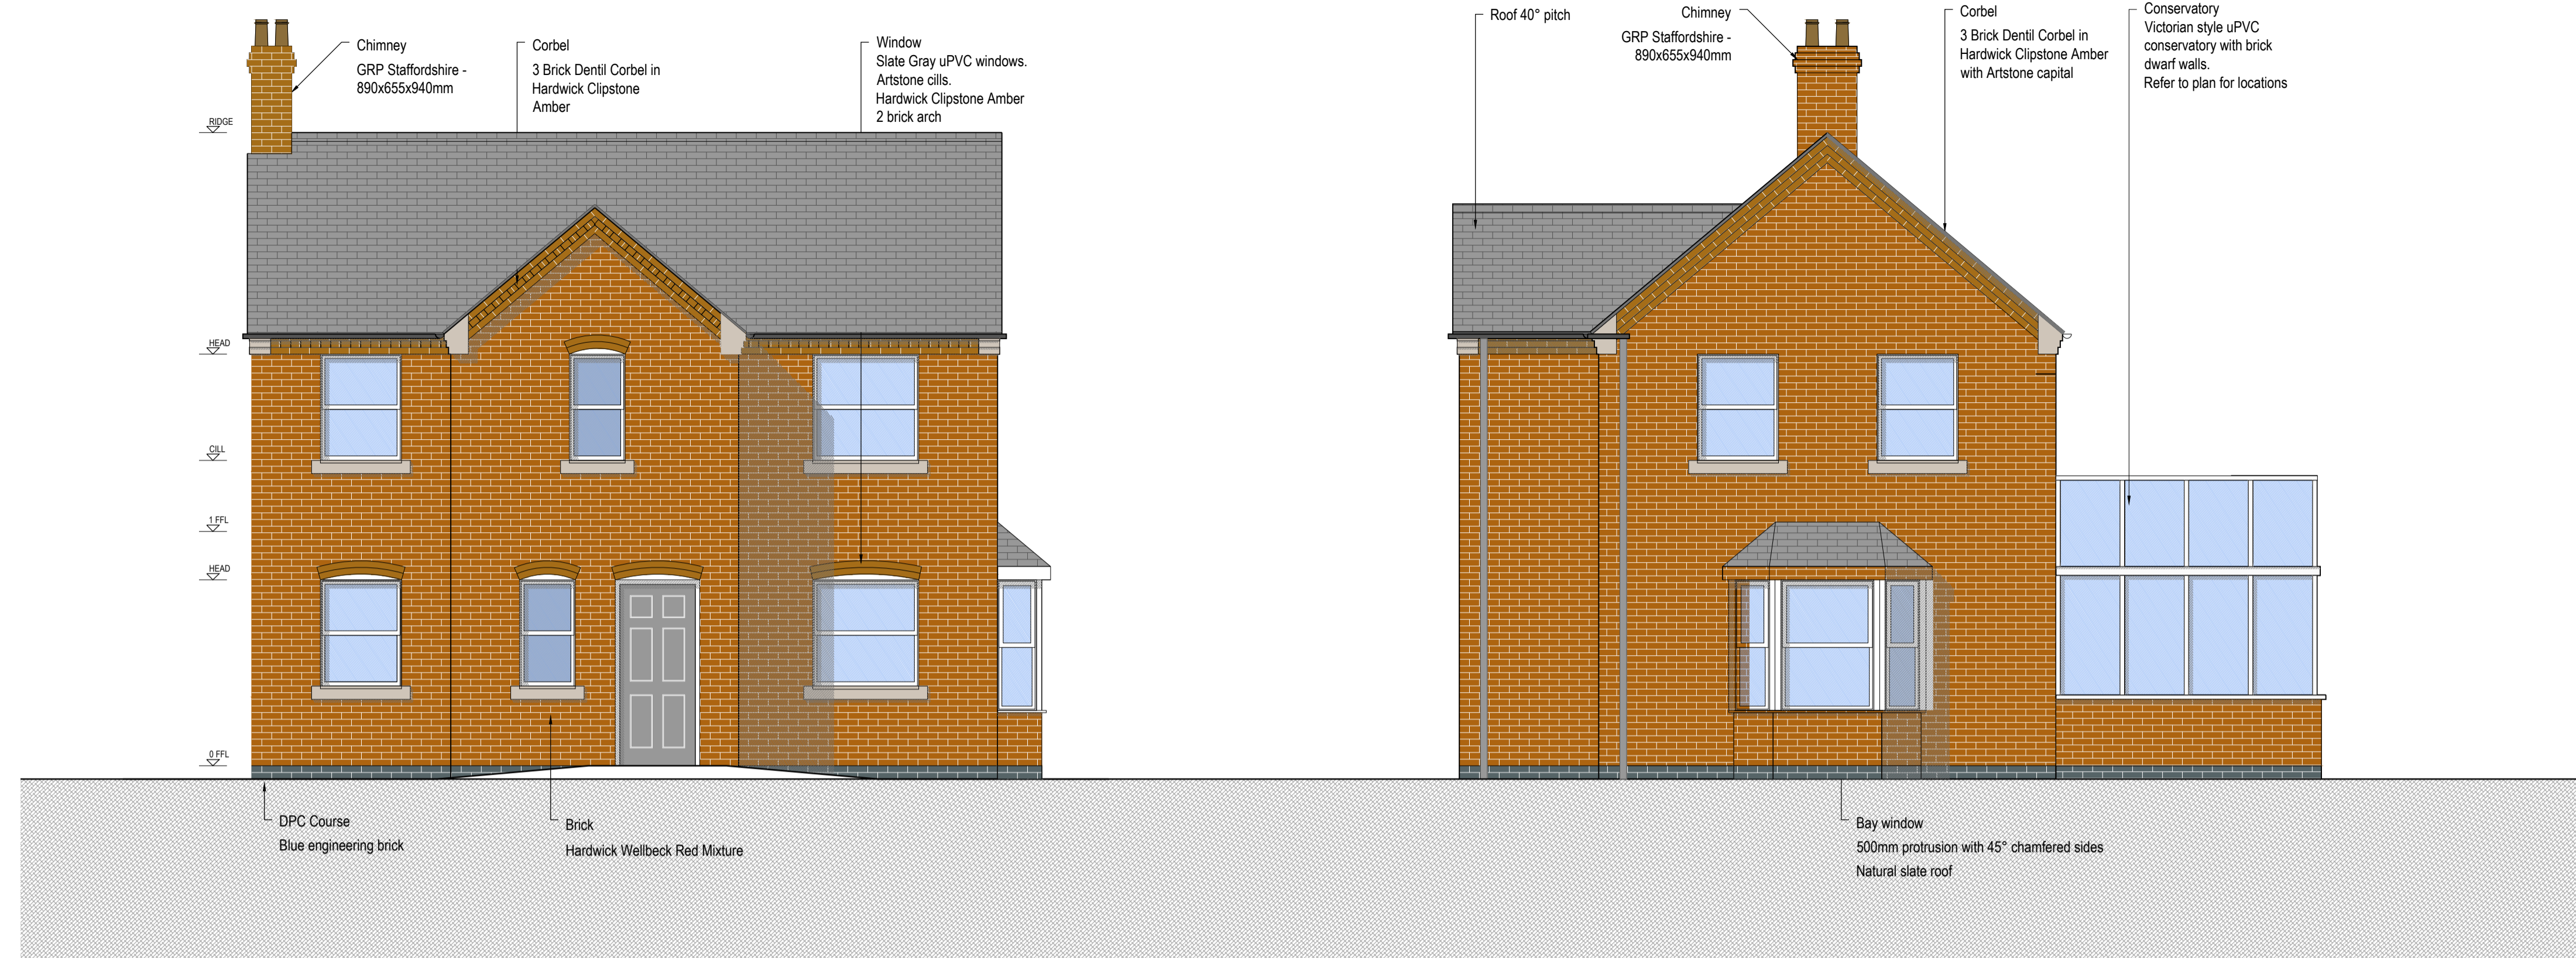 Chimney
GRP Staffordshire -
890x655x940mm
Corbel
3 Brick Dentil Corbel in
Hardwick Clipstone
Amber
Window
Slate Gray uPVC windows.
Artstone cills.
Hardwick Clipstone Amber
2 brick arch
RIDGE
HEAD
CILL
1 FFL
HEAD
0 FFL
DPC Course
Blue engineering brick
Brick
Hardwick Wellbeck Red Mixture
Roof 40° pitch
Chimney
GRP Staffordshire -
890x655x940mm
Corbel
3 Brick Dentil Corbel in
Hardwick Clipstone Amber
with Artstone capital
Conservatory
Victorian style uPVC
conservatory with brick
dwarf walls.
Refer to plan for locations
Bay window
500mm protrusion with 45° chamfered sides
Natural slate roof